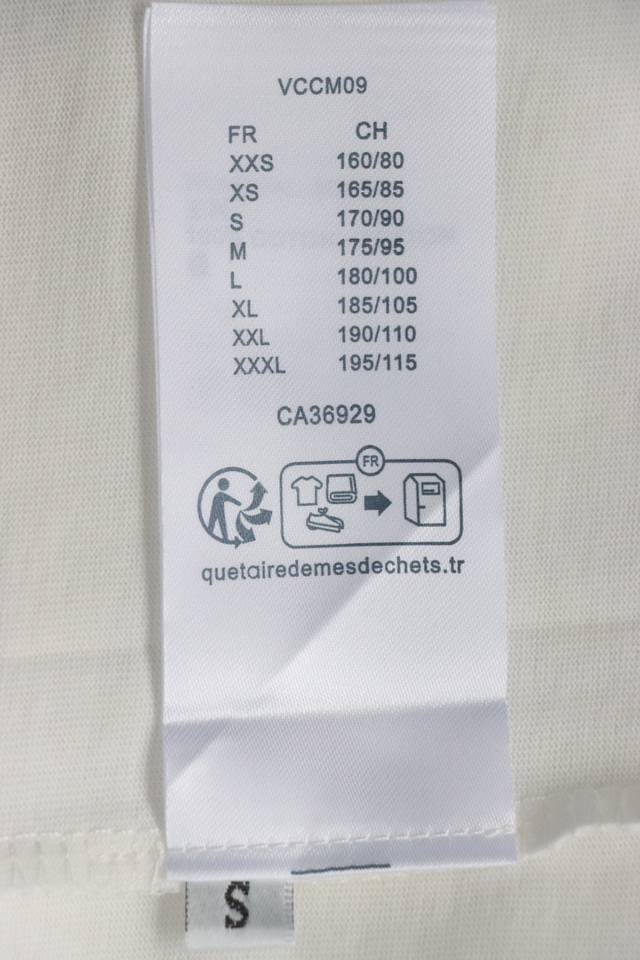 VCCM09
FR CH
XXS 160/80
XS 165/85
S 170/90
M 175/95
L 180/100
XL 185/105
XXL 190/110
XXXL 195/115
CA36929
FR
quetairedemesdechets.tr
S